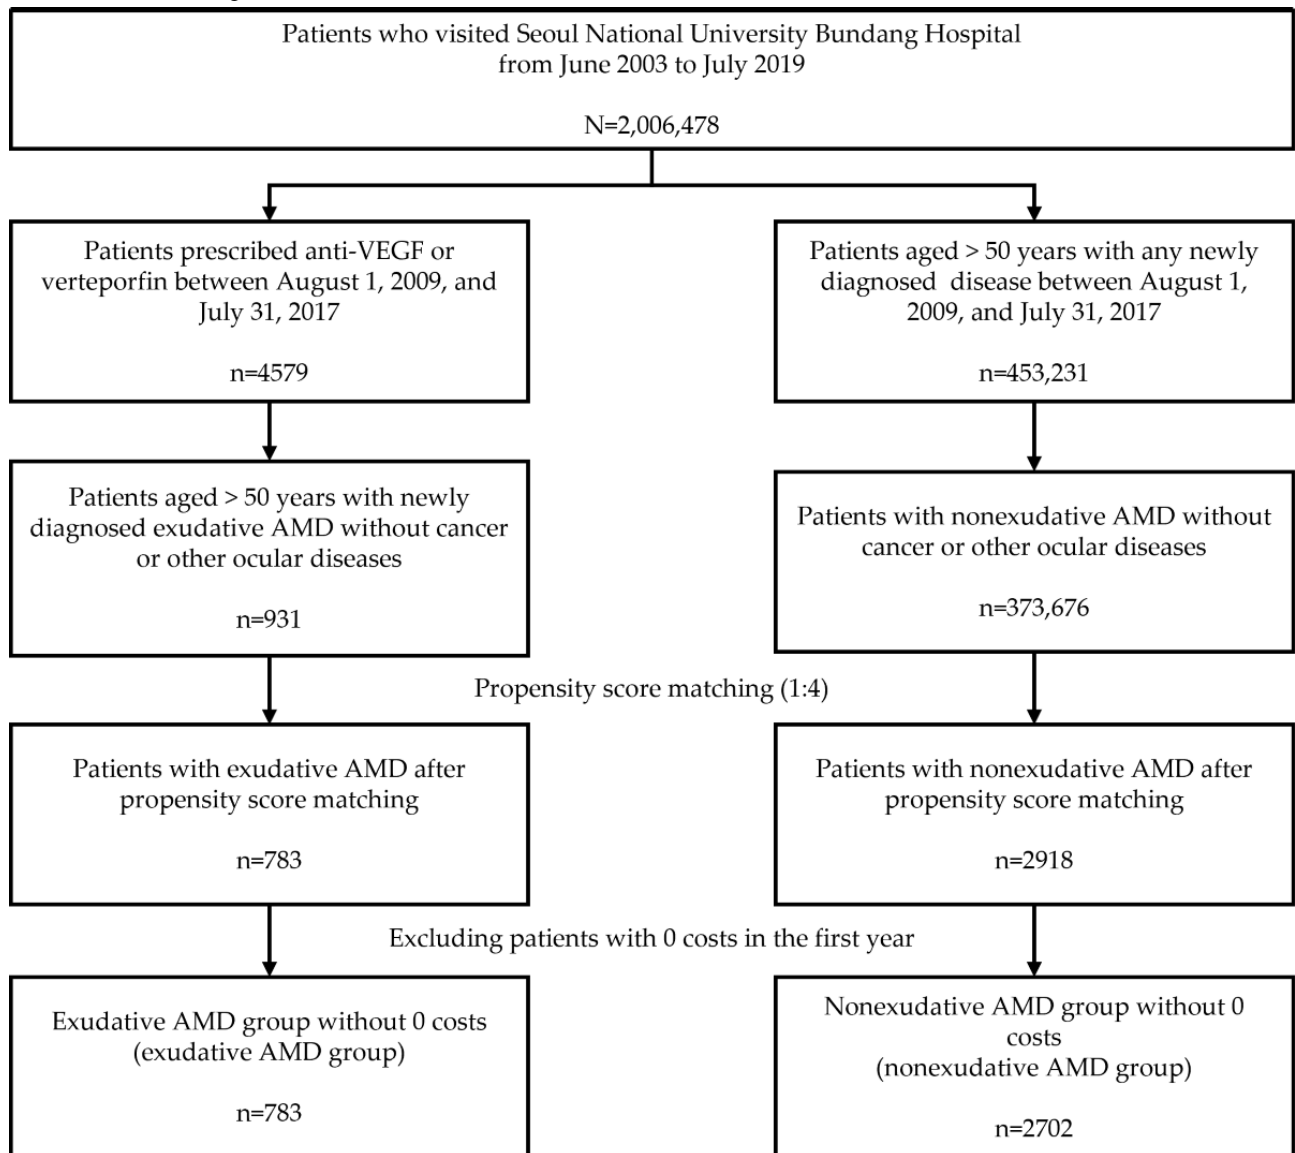 Patients who visited Seoul National University Bundang Hospital
from June 2003 to July 2019
N=2,006,478
Patients prescribed anti-VEGF or
verteporfin between August 1, 2009, and
July 31, 2017
n=4579
Patients aged > 50 years with any newly
diagnosed disease between August 1,
2009, and July 31, 2017
n=453,231
Patients aged > 50 years with newly
diagnosed exudative AMD without cancer
or other ocular diseases
n=931
Patients with nonexudative AMD without
cancer or other ocular diseases
n=373,676
Propensity score matching (1:4)
Patients with exudative AMD after
propensity score matching
n=783
Patients with nonexudative AMD after
propensity score matching
n=2918
Excluding patients with 0 costs in the first year
Exudative AMD group without 0 costs
(exudative AMD group)
n=783
Nonexudative AMD group without 0
costs
(nonexudative AMD group)
n=2702